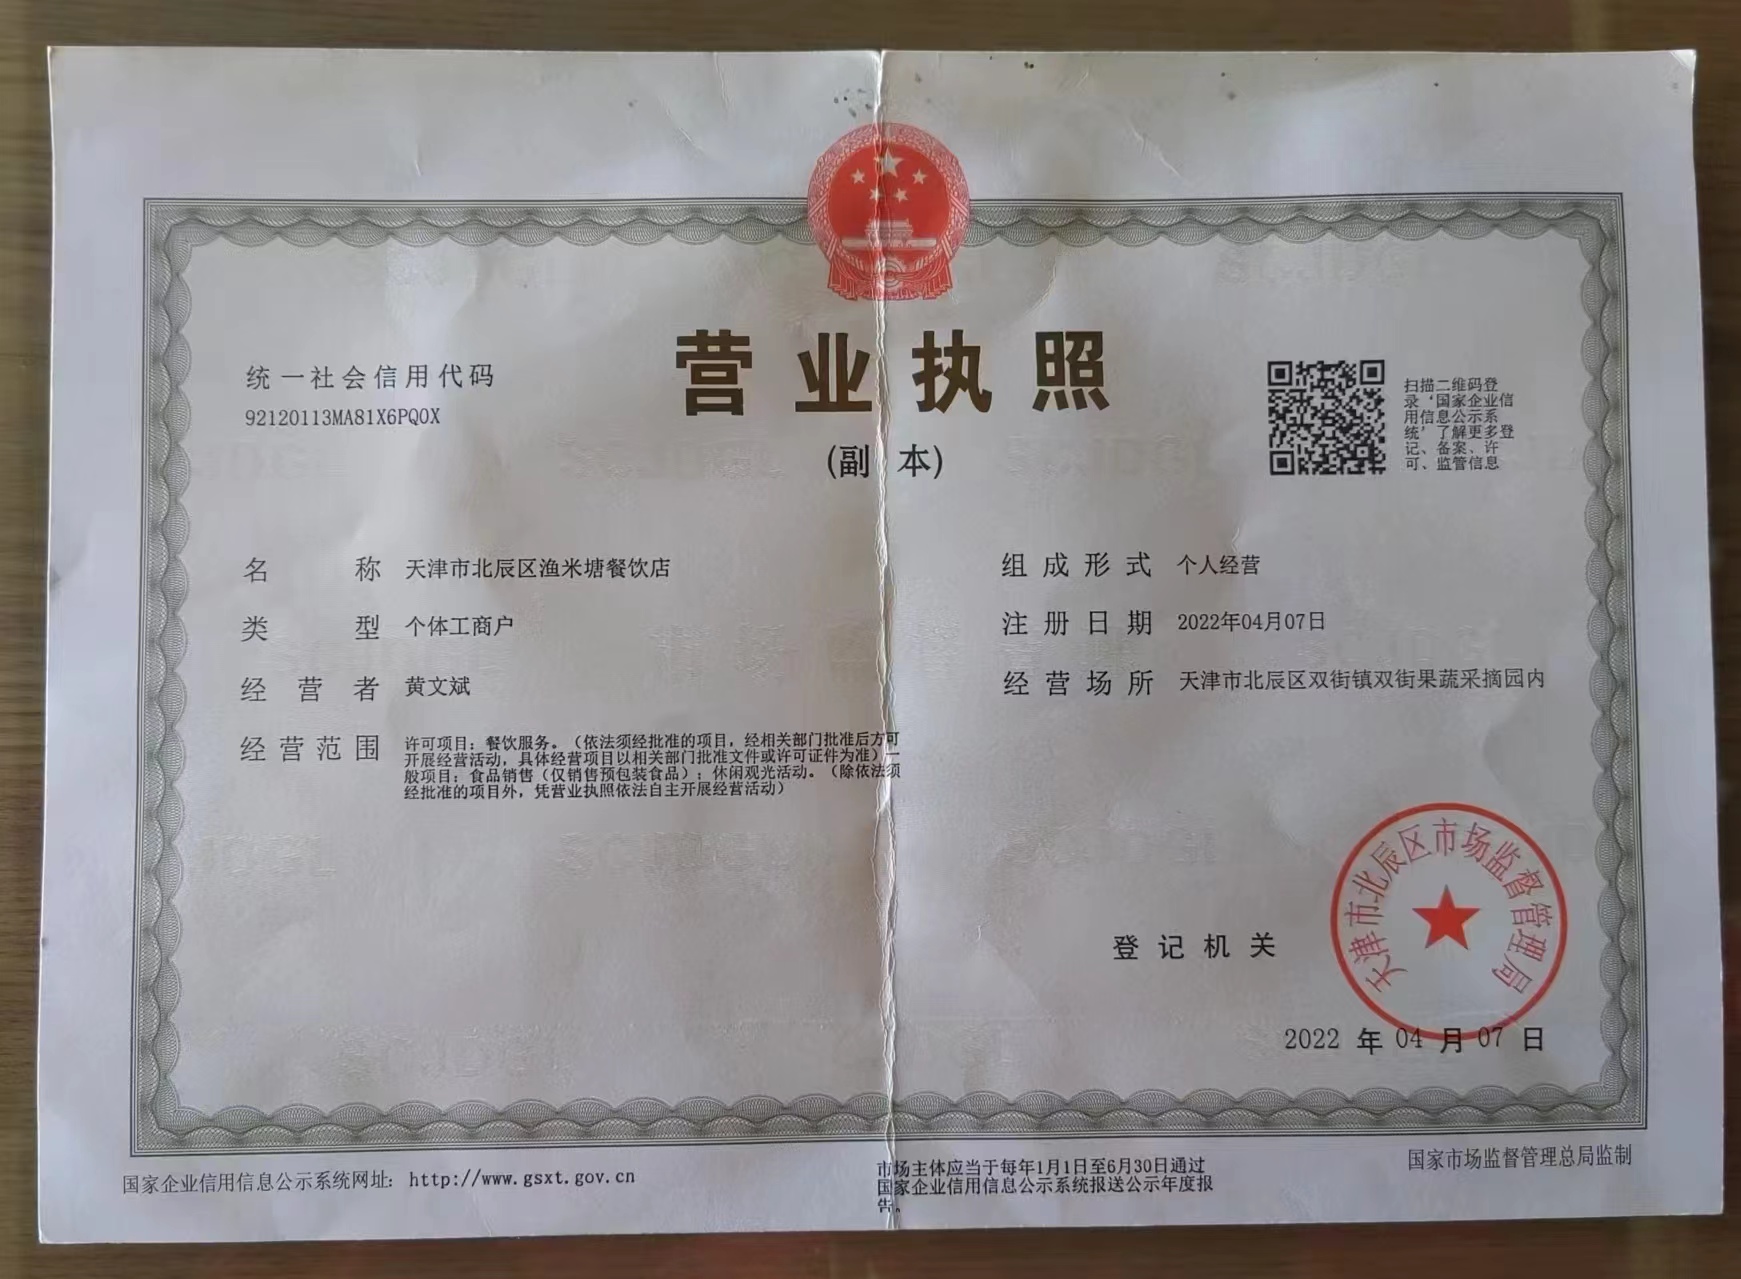 营业执照
(副本)
统一社会信用代码
92120113MA81X6PQ0X
扫描二维码登
录‘国家企业信
用信息公示系
统’了解更多登
记、备案、许
可、监管信息
名称 天津市北辰区渔米塘餐饮店
类型 个体工商户
经营者 黄文斌
经营范围 许可项目：餐饮服务。（依法须经批准的项目，经相关部门批准后方可
开展经营活动，具体经营项目以相关部门批准文件或许可证件为准）一
般项目：食品销售（仅销售预包装食品）；休闲观光活动。（除依法须
经批准的项目外，凭营业执照依法自主开展经营活动）
组成形式 个人经营
注册日期 2022年04月07日
经营场所 天津市北辰区双街镇双街果蔬采摘园内
登记机关
天津市北辰区市场监督管理局
2022 年 04 月 07 日
国家企业信用信息公示系统网址：http://www.gsxt.gov.cn
市场主体应当于每年1月1日至6月30日通过
国家企业信用信息公示系统报送公示年度报
告。
国家市场监督管理总局监制